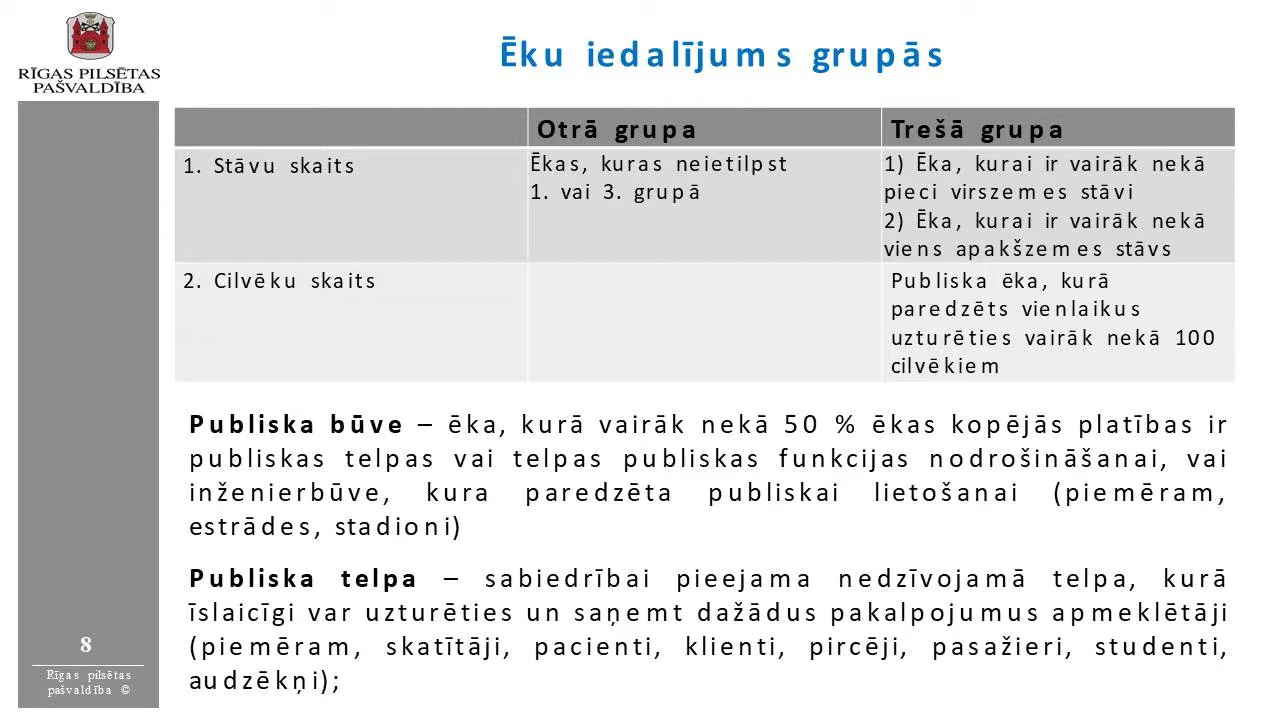 RĪGAS PILSĒTAS
PAŠVALDĪBA
Ēku iedalījums grupās
Otrā grupa
Trešā grupa
1. Stāvu skaits
Ēkas, kuras neietilpst
1. vai 3. grupā
1) Ēka, kurai ir vairāk nekā
pieci virszemes stāvi
2) Ēka, kurai ir vairāk nekā
viens apakšzemes stāvs
2. Cilvēku skaits
Publiska ēka, kurā
paredzēts vienlaikus
uzturēties vairāk nekā 100
cilvēkiem
Publiska būve – ēka, kurā vairāk nekā 50 % ēkas kopējās platības ir
publiskas telpas vai telpas publiskas funkcijas nodrošināšanai, vai
inženierbūve, kura paredzēta publiskai lietošanai (piemēram,
estrādes, stadioni)
Publiska telpa – sabiedrībai pieejama nedzīvojamā telpa, kurā
īslaicīgi var uzturēties un saņemt dažādus pakalpojumus apmeklētāji
(piemēram, skatītāji, pacienti, klienti, pircēji, pasažieri, studenti,
audzēkņi);
8
Rīgas pilsētas
pašvaldība ©